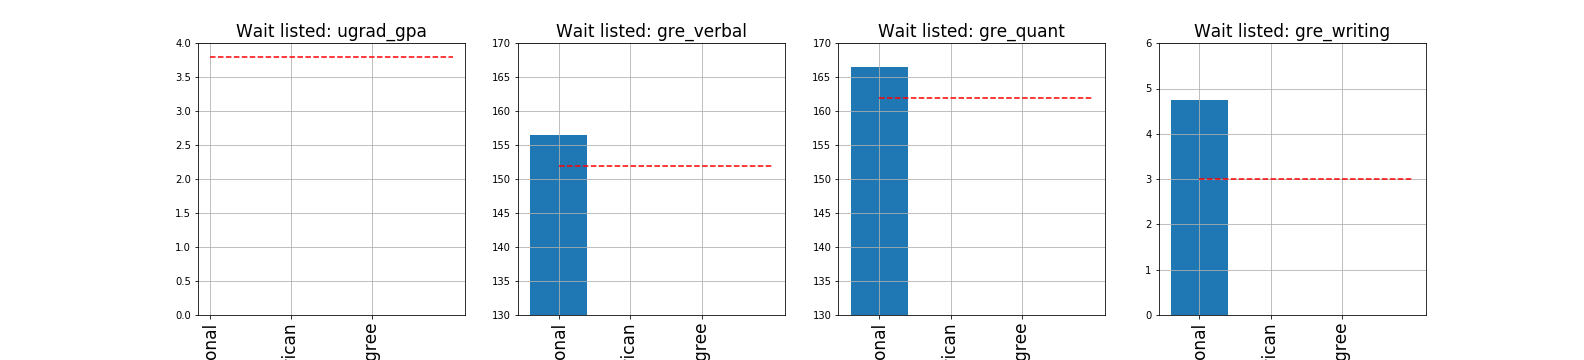 Wait listed: ugrad_gpa
4.0
3.5
3.0
2.5
2.0
1.5
1.0
0.5
0.0
onal
ican
gree
Wait listed: gre_verbal
170
165
160
155
150
145
140
135
130
onal
ican
gree
Wait listed: gre_quant
170
165
160
155
150
145
140
135
130
onal
ican
gree
Wait listed: gre_writing
6
5
4
3
2
1
0
onal
ican
gree